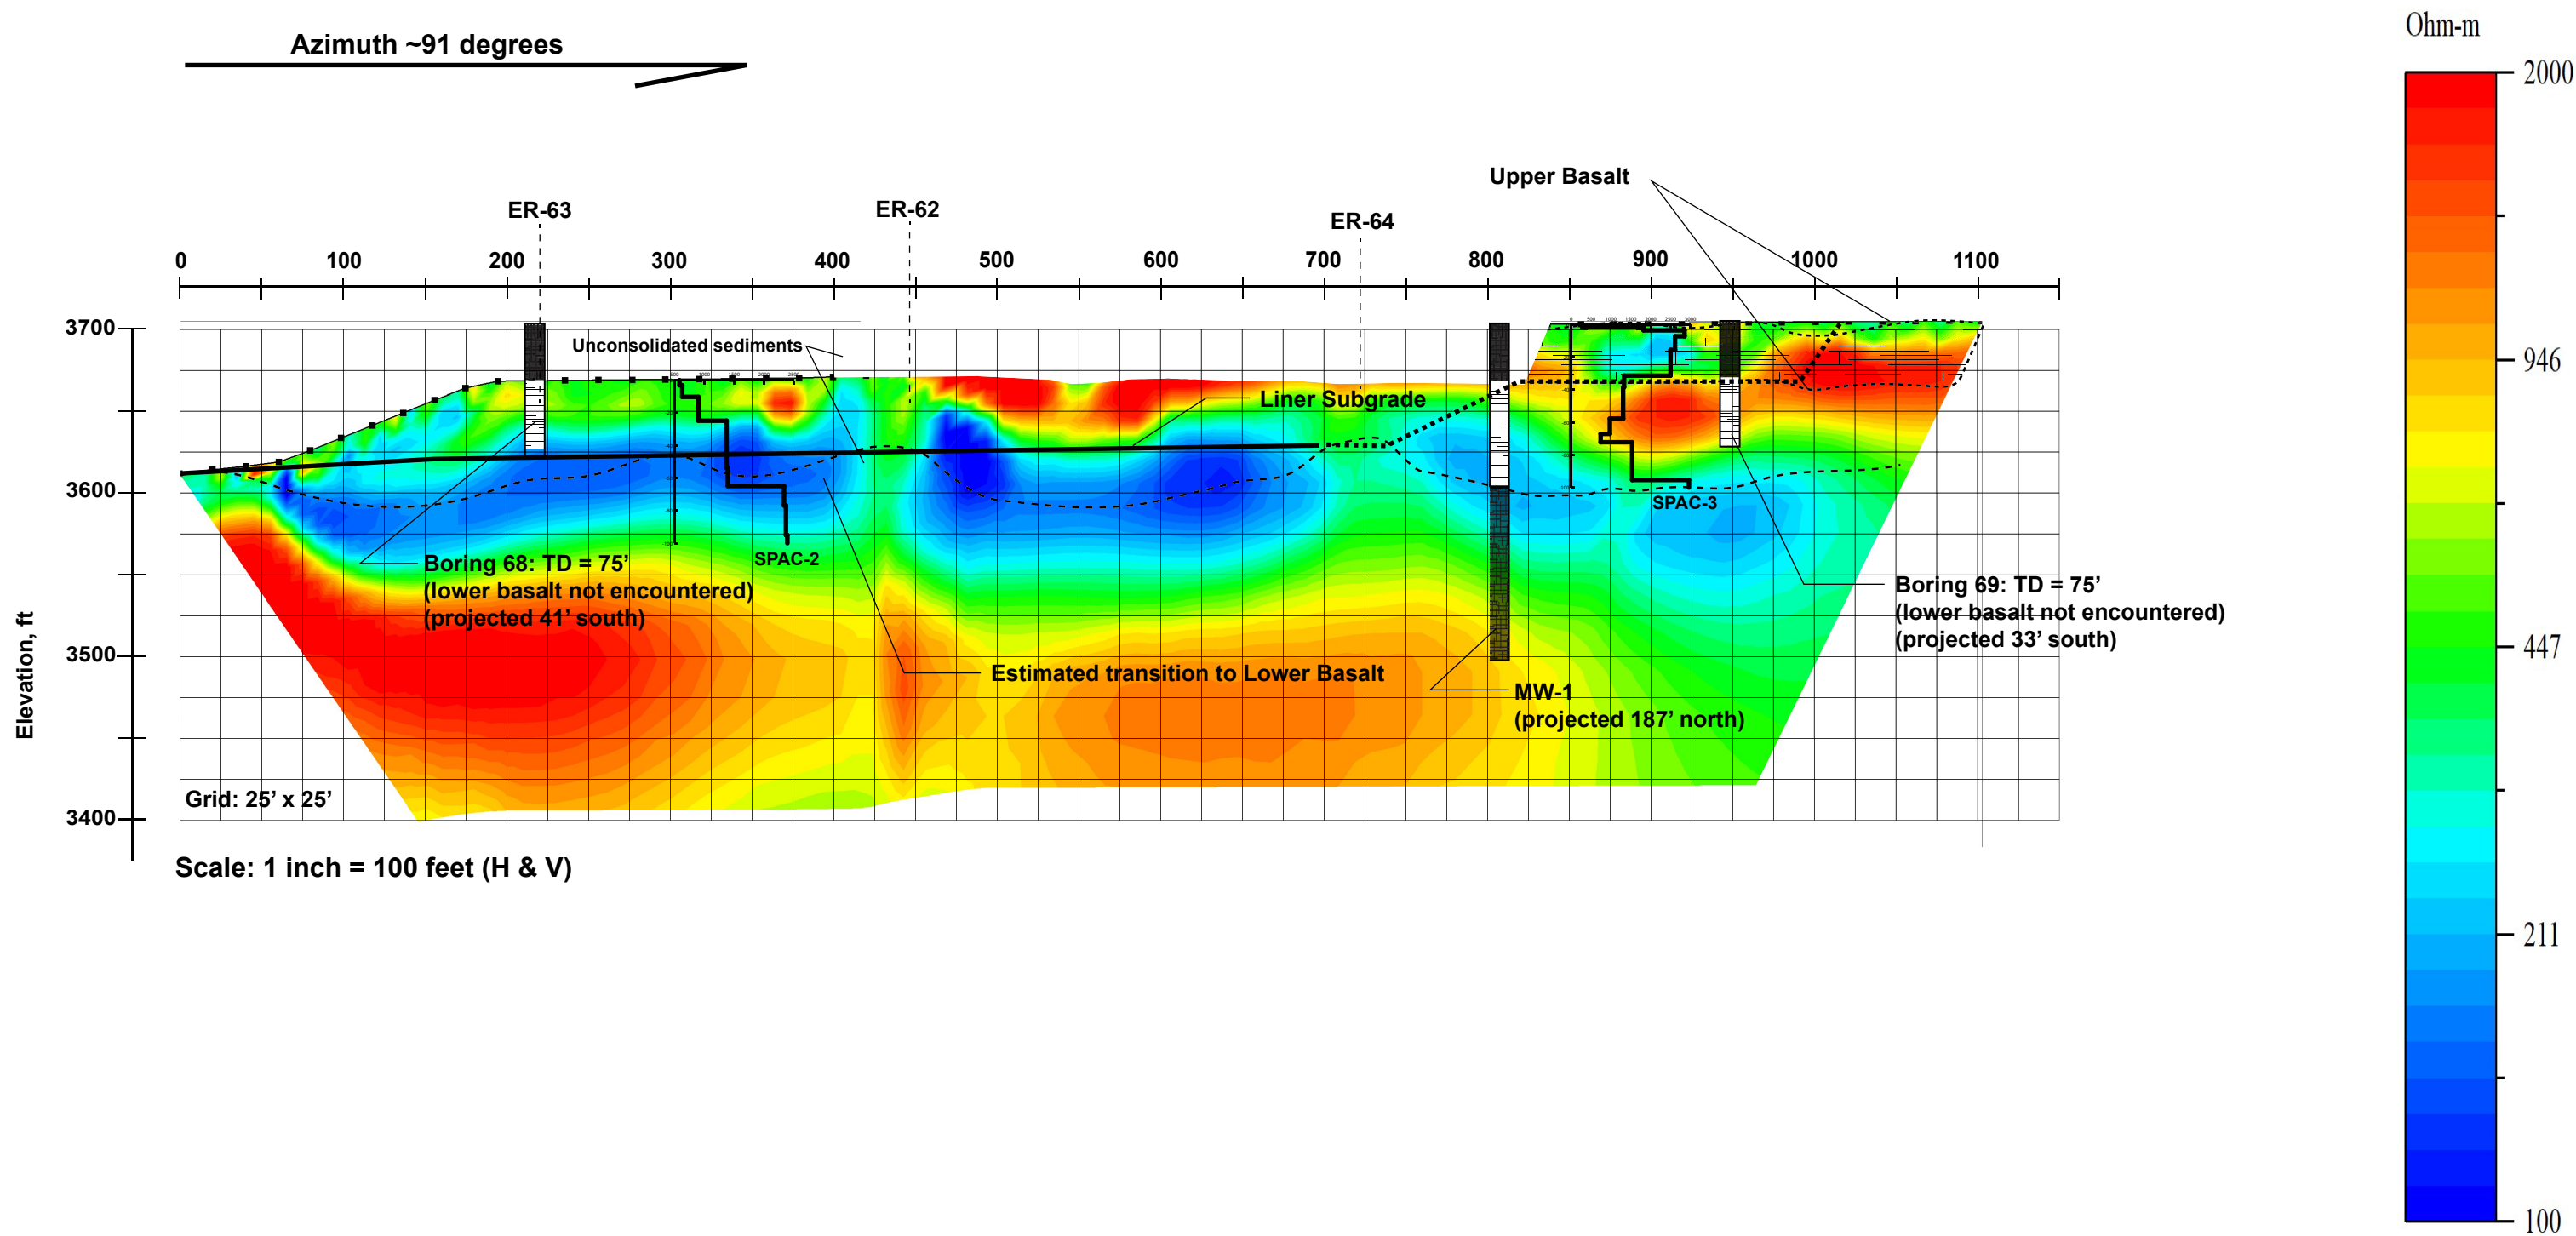 Azimuth ~91 degrees
Ohm-m
2000
946
447
211
100
Upper Basalt
ER-63
ER-62
ER-64
0 100 200 300 400 500 600 700 800 900 1000 1100
3700
3600
3500
3400
Elevation, ft
Unconsolidated sediments
Liner Subgrade
SPAC-2
SPAC-3
Boring 68: TD = 75’
(lower basalt not encountered)
(projected 41’ south)
Boring 69: TD = 75’
(lower basalt not encountered)
(projected 33’ south)
Estimated transition to Lower Basalt
MW-1
(projected 187’ north)
Grid: 25’ x 25’
Scale: 1 inch = 100 feet (H & V)